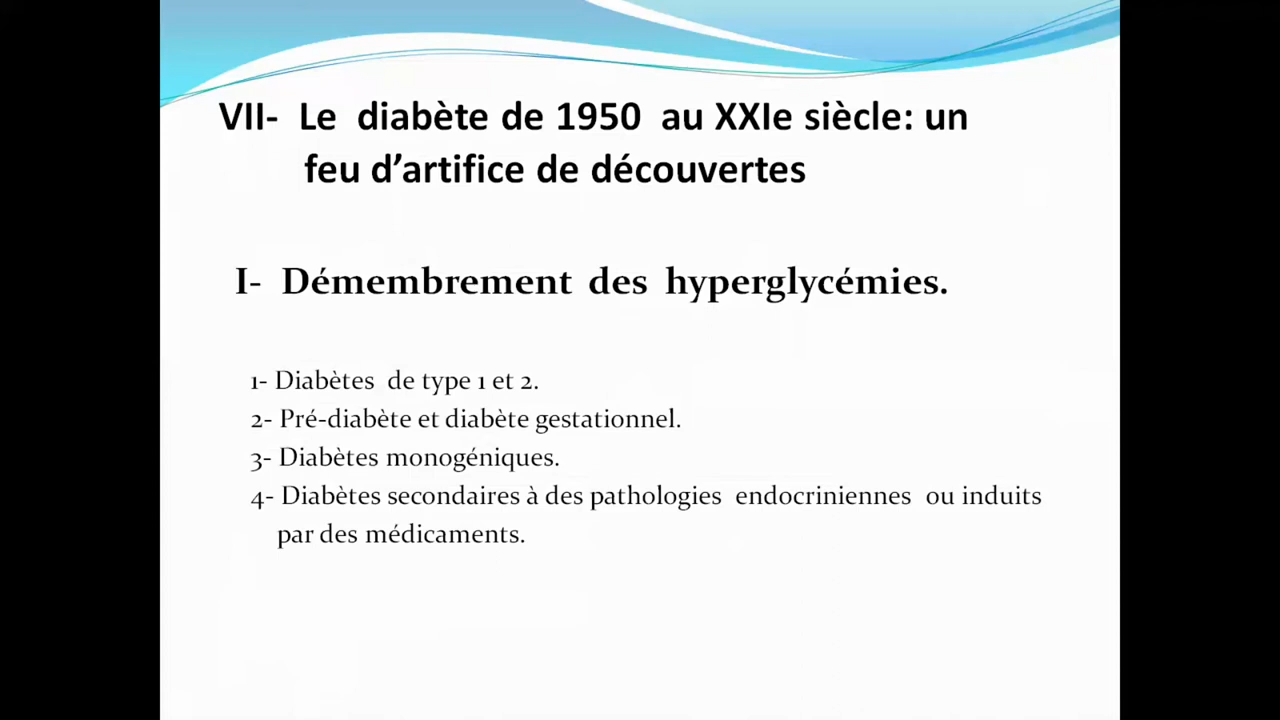 VII- Le diabète de 1950 au XXIe siècle: un
feu d’artifice de découvertes
I- Démembrement des hyperglycémies.
1- Diabètes de type 1 et 2.
2- Pré-diabète et diabète gestationnel.
3- Diabètes monogéniques.
4- Diabètes secondaires à des pathologies endocriniennes ou induits
par des médicaments.